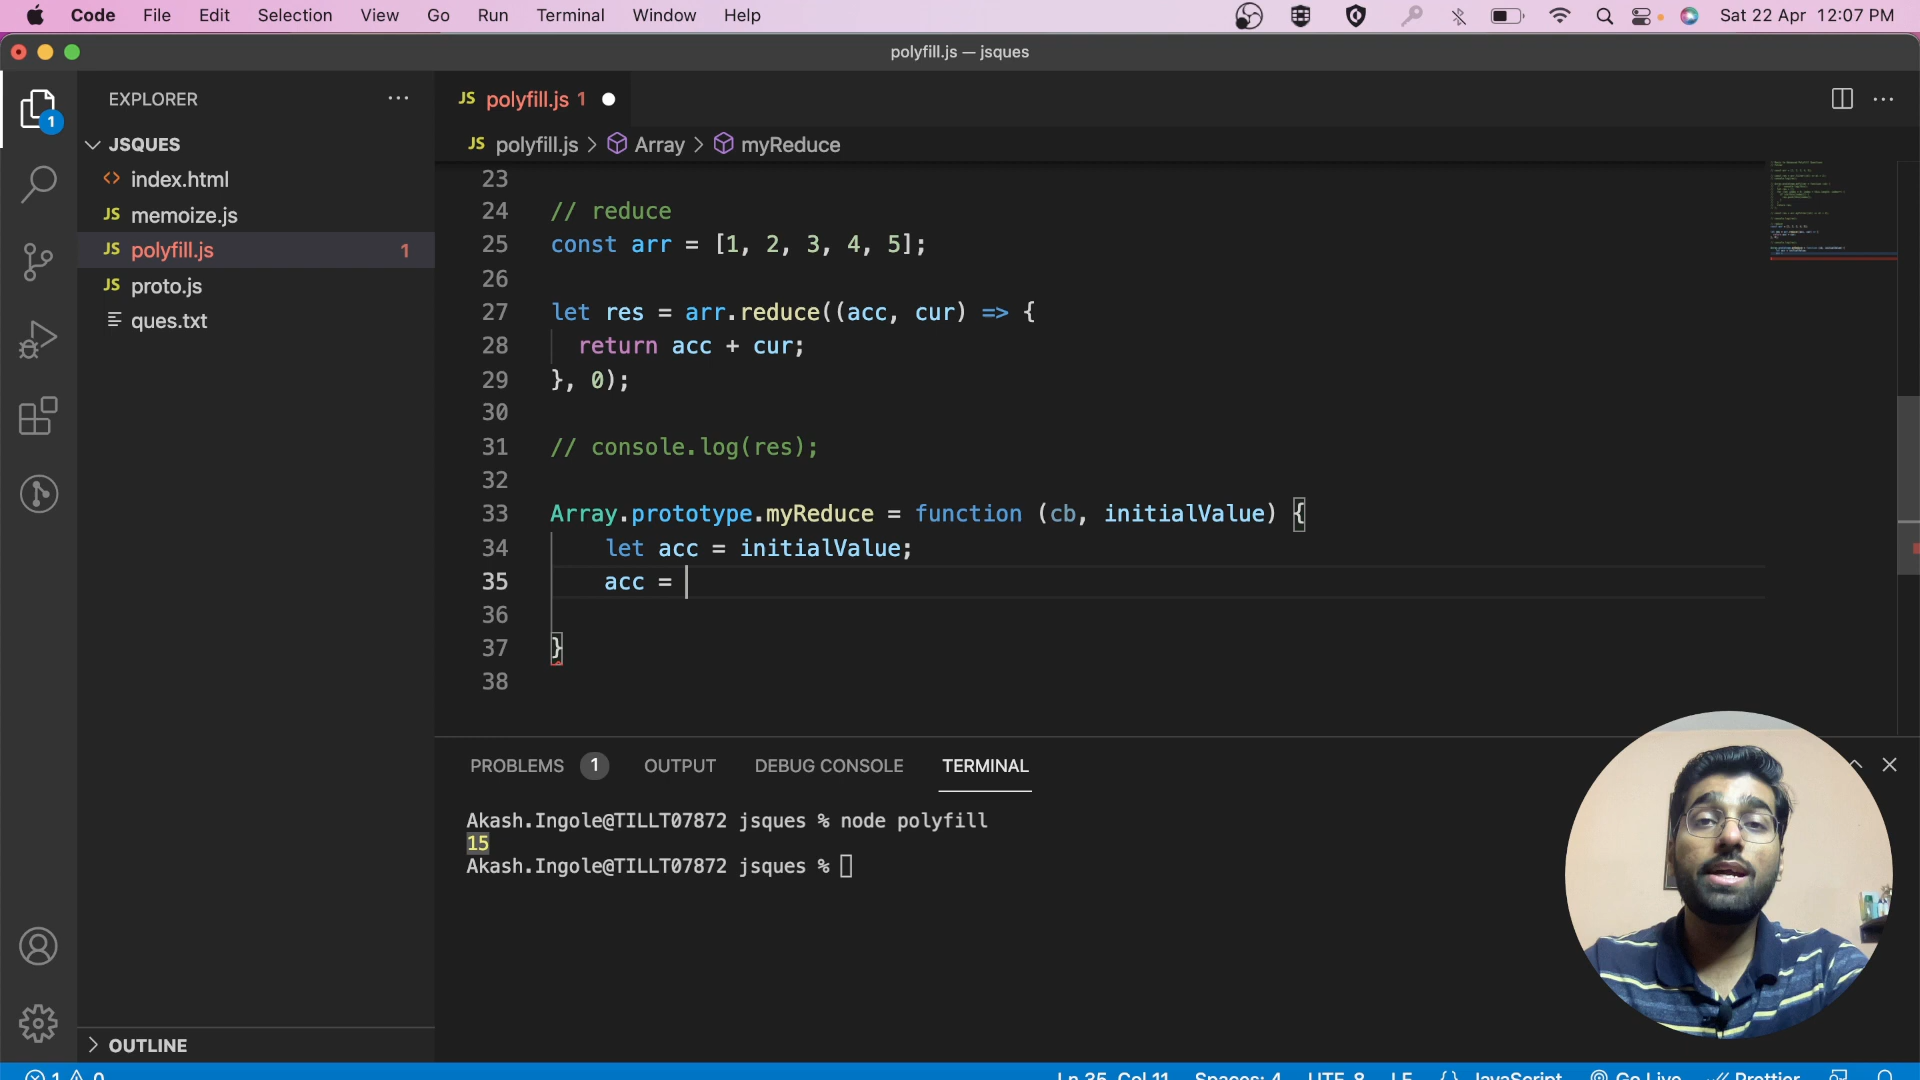 Code File Edit Selection View Go Run Terminal Window Help Sat 22 Apr 12:07 PM
polyfill.js — jsques
EXPLORER
JS polyfill.js 1
JS polyfill.js > Array > myReduce
1
JSQUES
index.html
JS memoize.js
JS polyfill.js 1
JS proto.js
ques.txt
OUTLINE
23
24 // reduce
25 const arr = [1, 2, 3, 4, 5];
26
27 let res = arr.reduce((acc, cur) => {
28 return acc + cur;
29 }, 0);
30
31 // console.log(res);
32
33 Array.prototype.myReduce = function (cb, initialValue) {
34 let acc = initialValue;
35 acc =
36
37 }
38
PROBLEMS 1 OUTPUT DEBUG CONSOLE TERMINAL
Akash.Ingole@TILLT07872 jsques % node polyfill
15
Akash.Ingole@TILLT07872 jsques %
1 0 Ln 35, Col 11 Spaces: 4 UTF-8 LF {} JavaScript Go Live Prettier